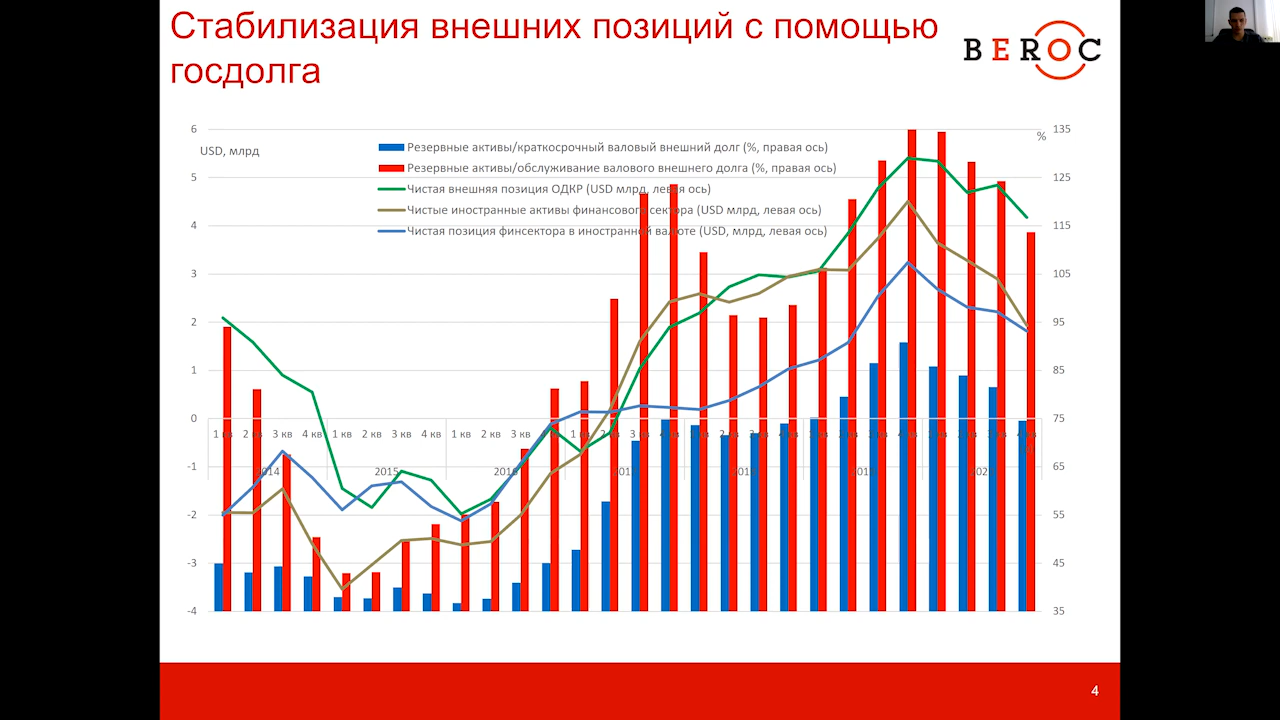 Стабилизация внешних позиций с помощью
госдолга
BEROC
USD, млрд
%
Резервные активы/краткосрочный валовый внешний долг (%, правая ось)
Резервные активы/обслуживание валового внешнего долга (%, правая ось)
Чистая внешняя позиция ОДКР (USD млрд, левая ось)
Чистые иностранные активы финансового сектора (USD млрд, левая ось)
Чистая позиция финсектора в иностранной валюте (USD, млрд, левая ось)
6
5
4
3
2
1
0
-1
-2
-3
-4
135
125
115
105
95
85
75
65
55
45
35
1 кв 2 кв 3 кв 4 кв 1 кв 2 кв 3 кв 4 кв 1 кв 2 кв 3 кв
2014 2015 2016
4